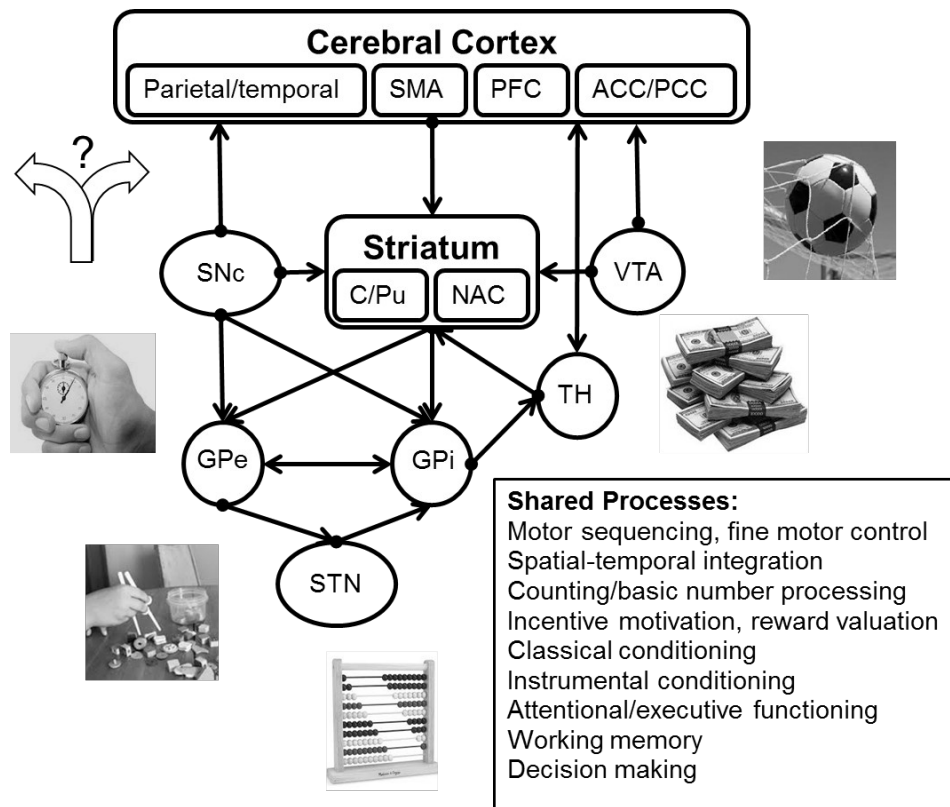 Cerebral Cortex
Parietal/temporal SMA PFC ACC/PCC
?
Striatum
SNc
VTA
C/Pu NAC
TH
GPe
GPi
STN
Shared Processes:
Motor sequencing, fine motor control
Spatial-temporal integration
Counting/basic number processing
Incentive motivation, reward valuation
Classical conditioning
Instrumental conditioning
Attentional/executive functioning
Working memory
Decision making